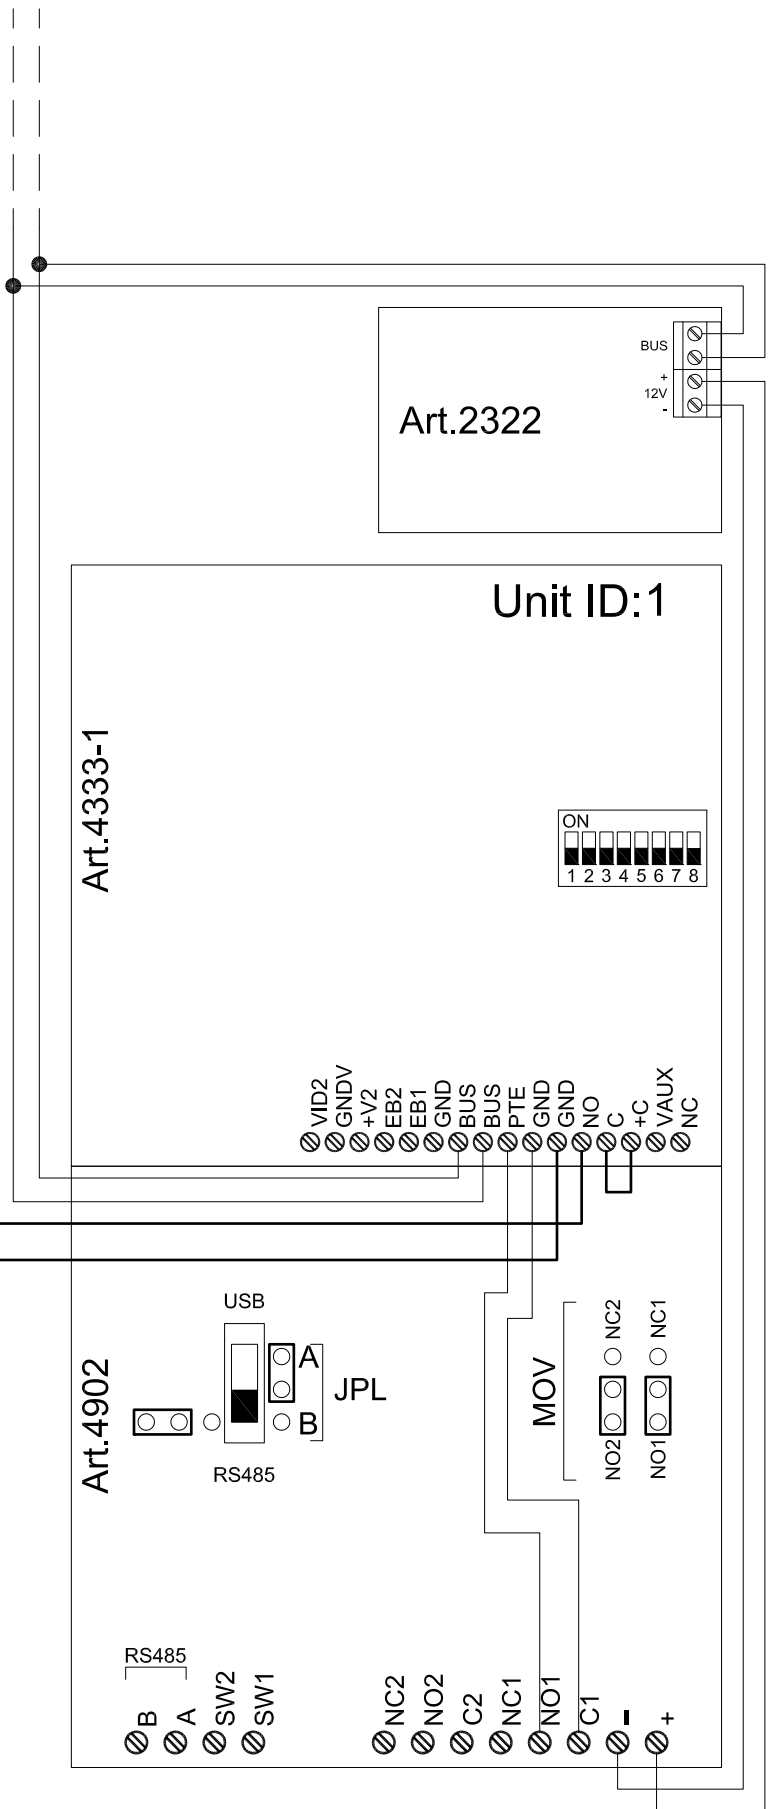 BUS
+
12V
-
Art.2322
Unit ID:1
Art.4333-1
ON
1 2 3 4 5 6 7 8
VID2
GNDV
+V2
EB2
EB1
GND
BUS
BUS
PTE
GND
GND
NO
C
+C
VAUX
NC
Art.4902
USB
A
B
JPL
RS485
MOV
NC2
NC1
NO2
NO1
RS485
B
A
SW2
SW1
NC2
NO2
C2
NC1
NO1
C1
-
+